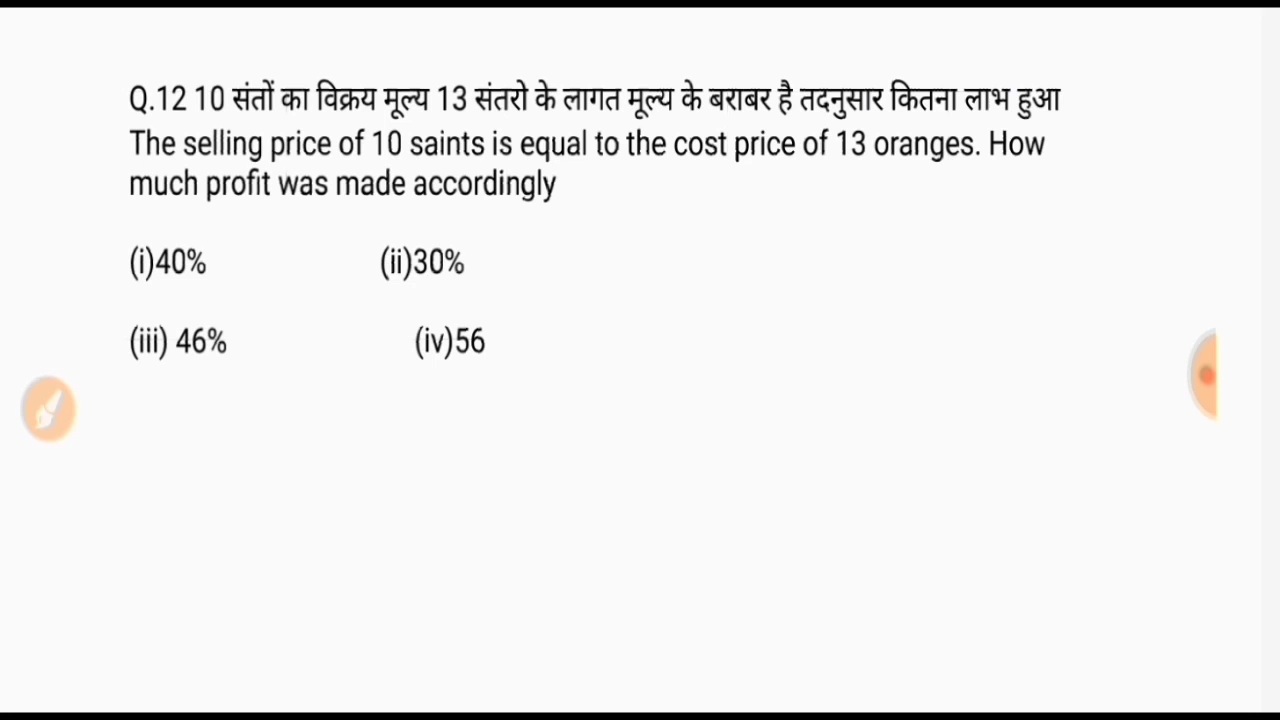 Q.12 10 संतों का विक्रय मूल्य 13 संतरो के लागत मूल्य के बराबर है तदनुसार कितना लाभ हुआ
The selling price of 10 saints is equal to the cost price of 13 oranges. How
much profit was made accordingly
(i)40% (ii)30%
(iii) 46% (iv)56